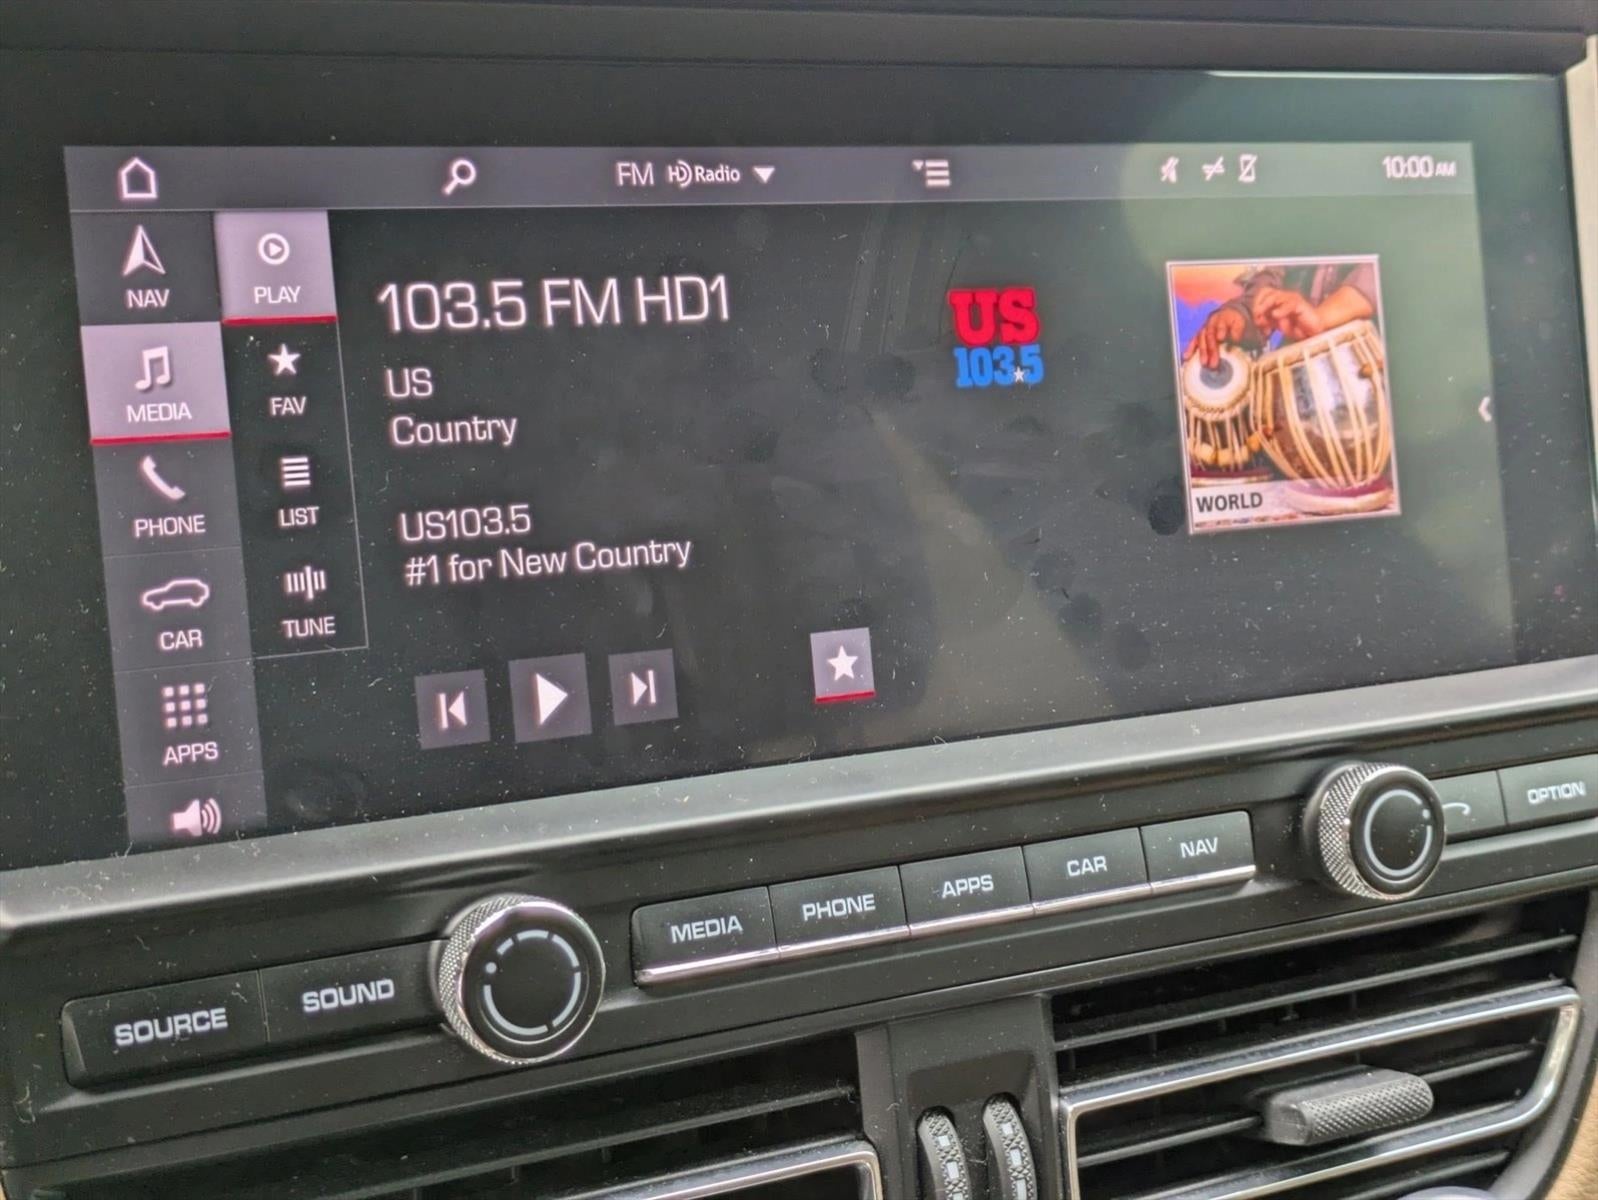 FM HD Radio
10:00 AM
NAV
PLAY
MEDIA
FAV
PHONE
LIST
CAR
TUNE
APPS
103.5 FM HD1
US
Country
US103.5
#1 for New Country
US
103.5
WORLD
SOURCE
SOUND
MEDIA
PHONE
APPS
CAR
NAV
OPTION